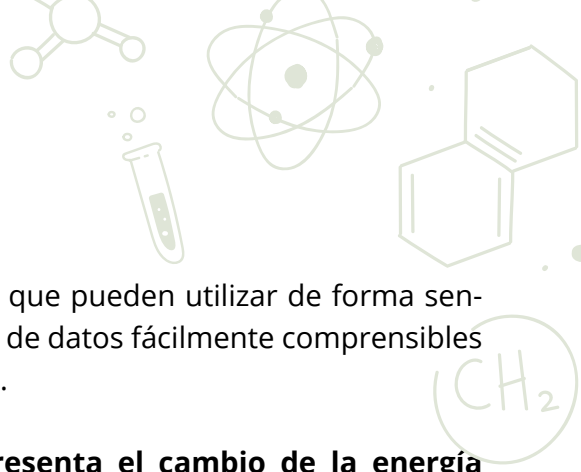 que pueden utilizar de forma sen-
de datos fácilmente comprensibles
.
resenta el cambio de la energía
CH₂